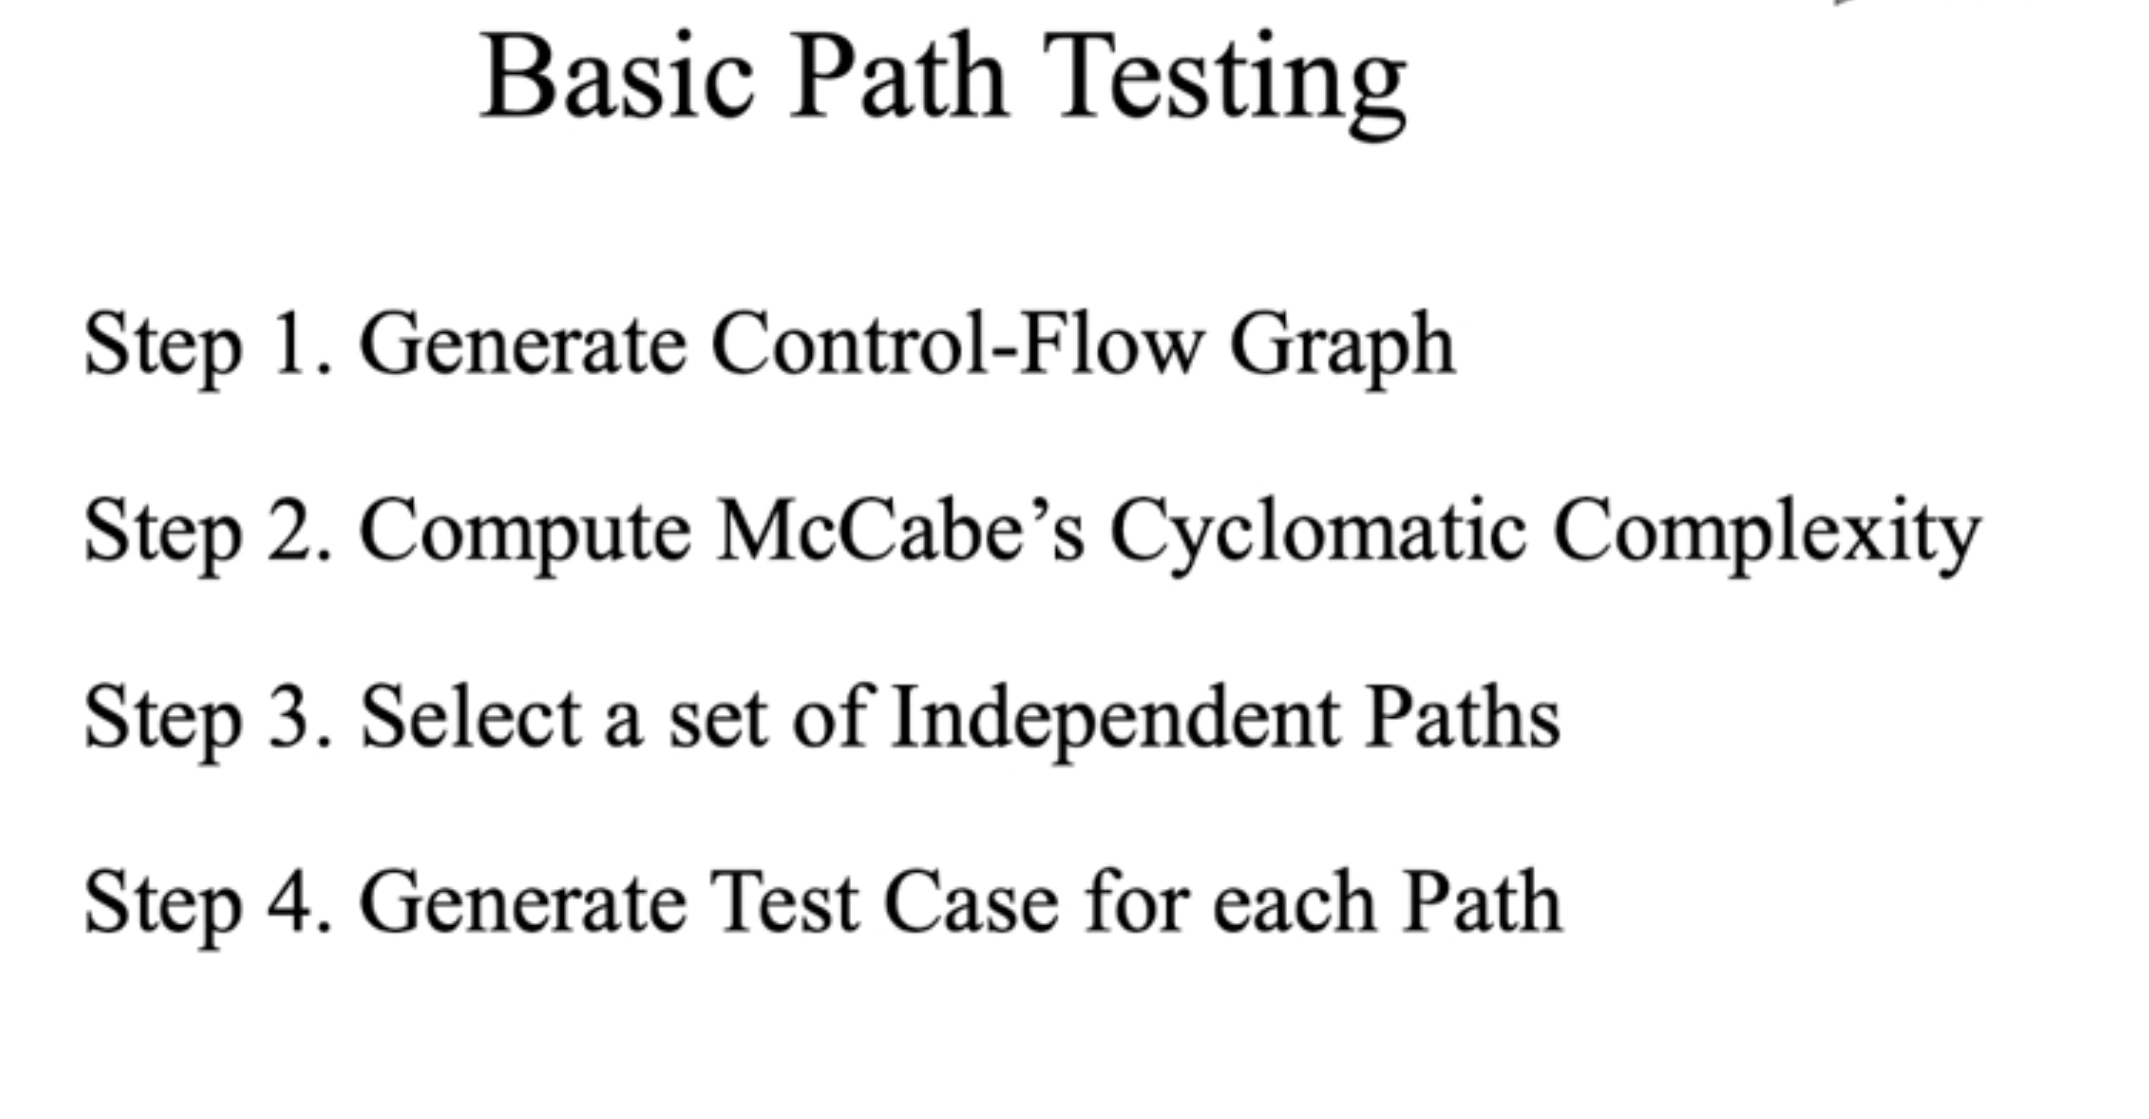 Basic Path Testing
Step 1. Generate Control-Flow Graph
Step 2. Compute McCabe’s Cyclomatic Complexity
Step 3. Select a set of Independent Paths
Step 4. Generate Test Case for each Path